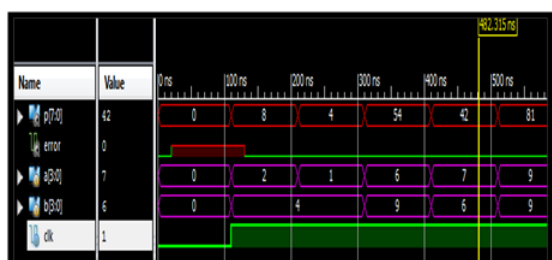 482.315 ns
Name Value 0 ns 100 ns 200 ns 300 ns 400 ns 500 ns
p[7:0] 42 0 8 4 54 42 81
error 0
a[3:0] 7 0 2 1 6 7 9
b[3:0] 6 0 4 9 6 9
clk 1